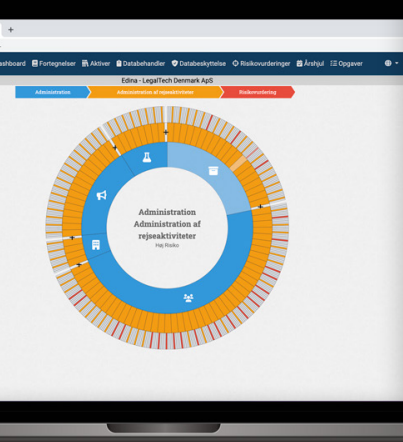 ashboard Fortegnelser Aktiver Databehandler Databeskyttelse Risikovurderinger Årshjul Opgaver
Edina - LegalTech Denmark ApS
Administration Administration af rejseaktiviteter Risikovurdering
Administration
Administration af
rejseaktiviteter
Høj Risiko